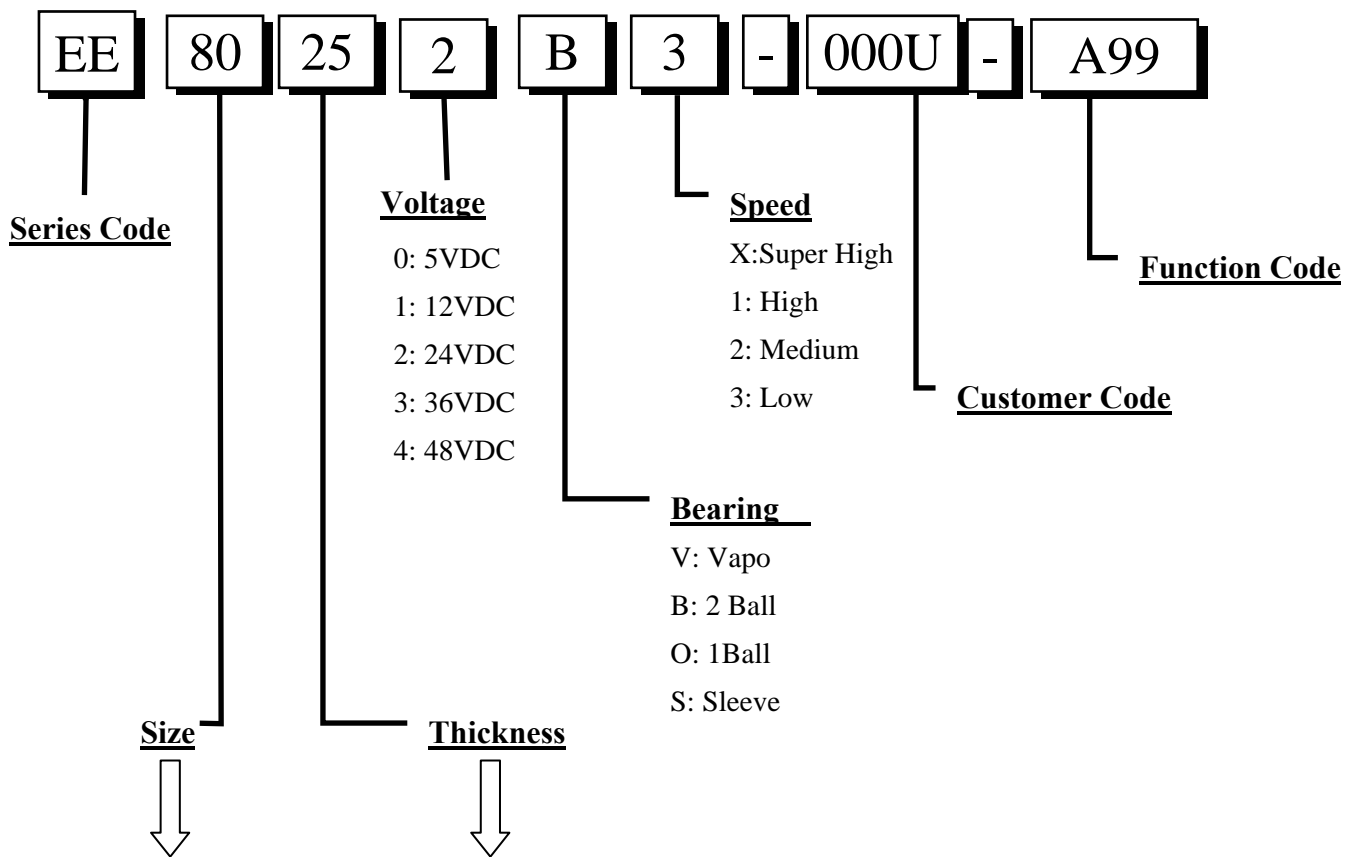 EE 80 25 2 B 3 - 000U - A99
Series Code
Voltage
0: 5VDC
1: 12VDC
2: 24VDC
3: 36VDC
4: 48VDC
Speed
X:Super High
1: High
2: Medium
3: Low
Function Code
Customer Code
Bearing
V: Vapo
B: 2 Ball
O: 1Ball
S: Sleeve
Size
Thickness